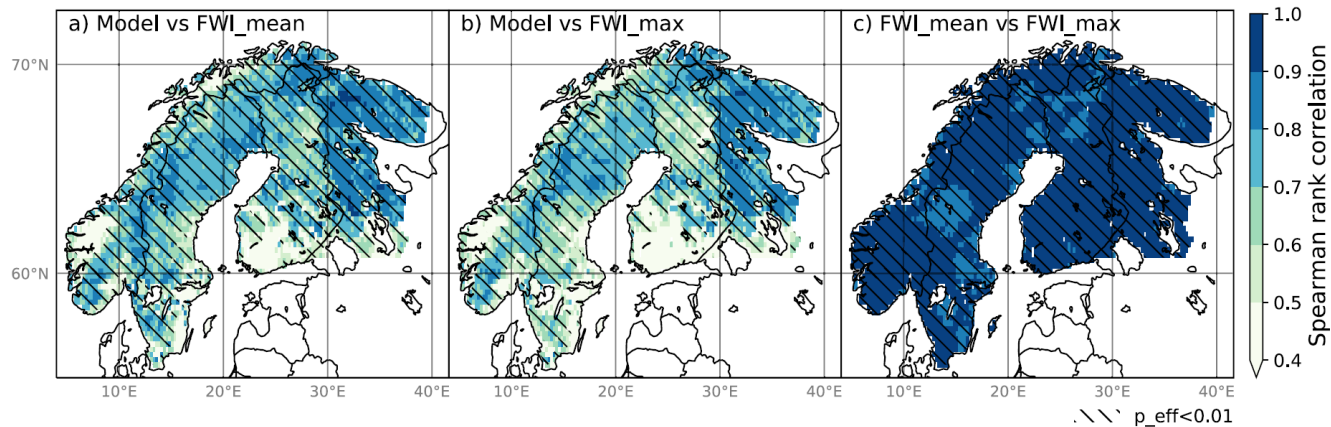 a) Model vs FWI_mean
b) Model vs FWI_max
c) FWI_mean vs FWI_max
70°N
60°N
10°E 20°E 30°E 40°E
10°E 20°E 30°E 40°E
10°E 20°E 30°E 40°E
1.0
0.9
0.8
0.7
0.6
0.5
0.4
Spearman rank correlation
p_eff<0.01